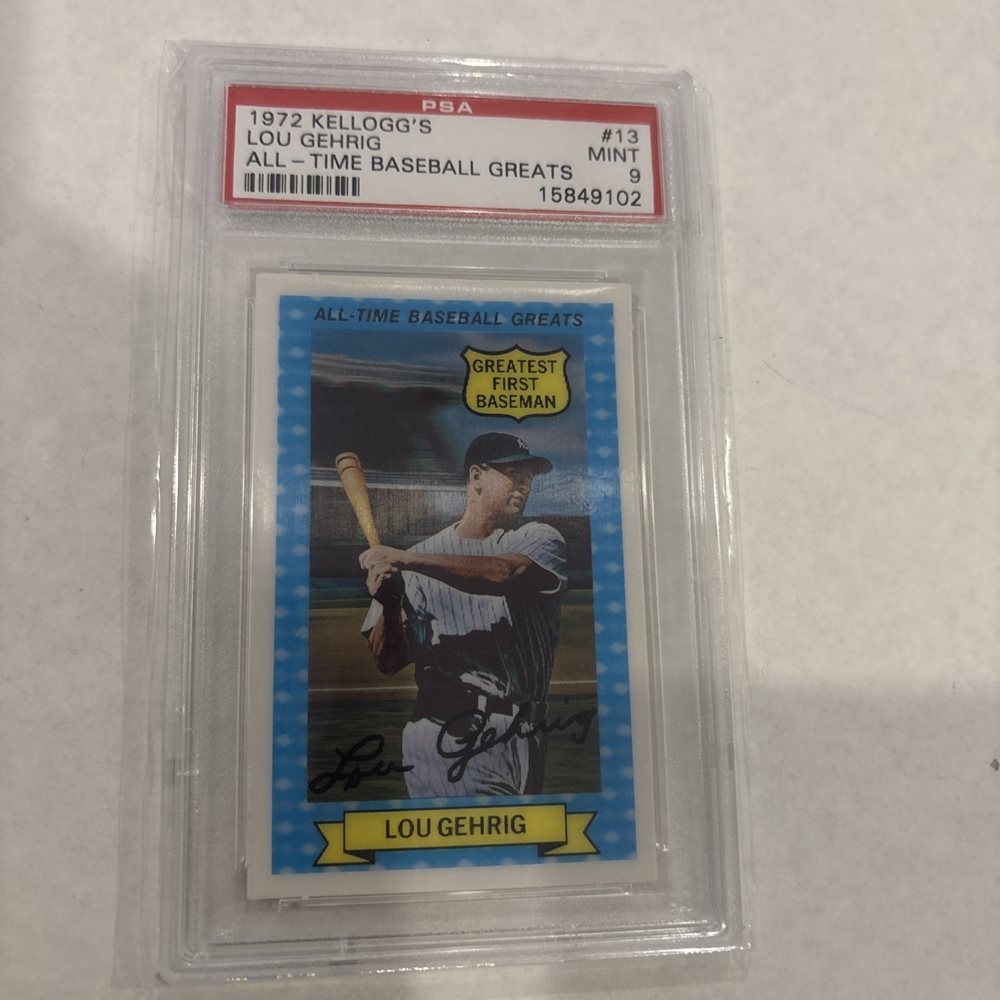 PSA
1972 KELLOGG'S #13
LOU GEHRIG MINT
ALL-TIME BASEBALL GREATS 9
15849102
ALL-TIME BASEBALL GREATS
GREATEST
FIRST
BASEMAN
NY
Lou Gehrig
LOU GEHRIG